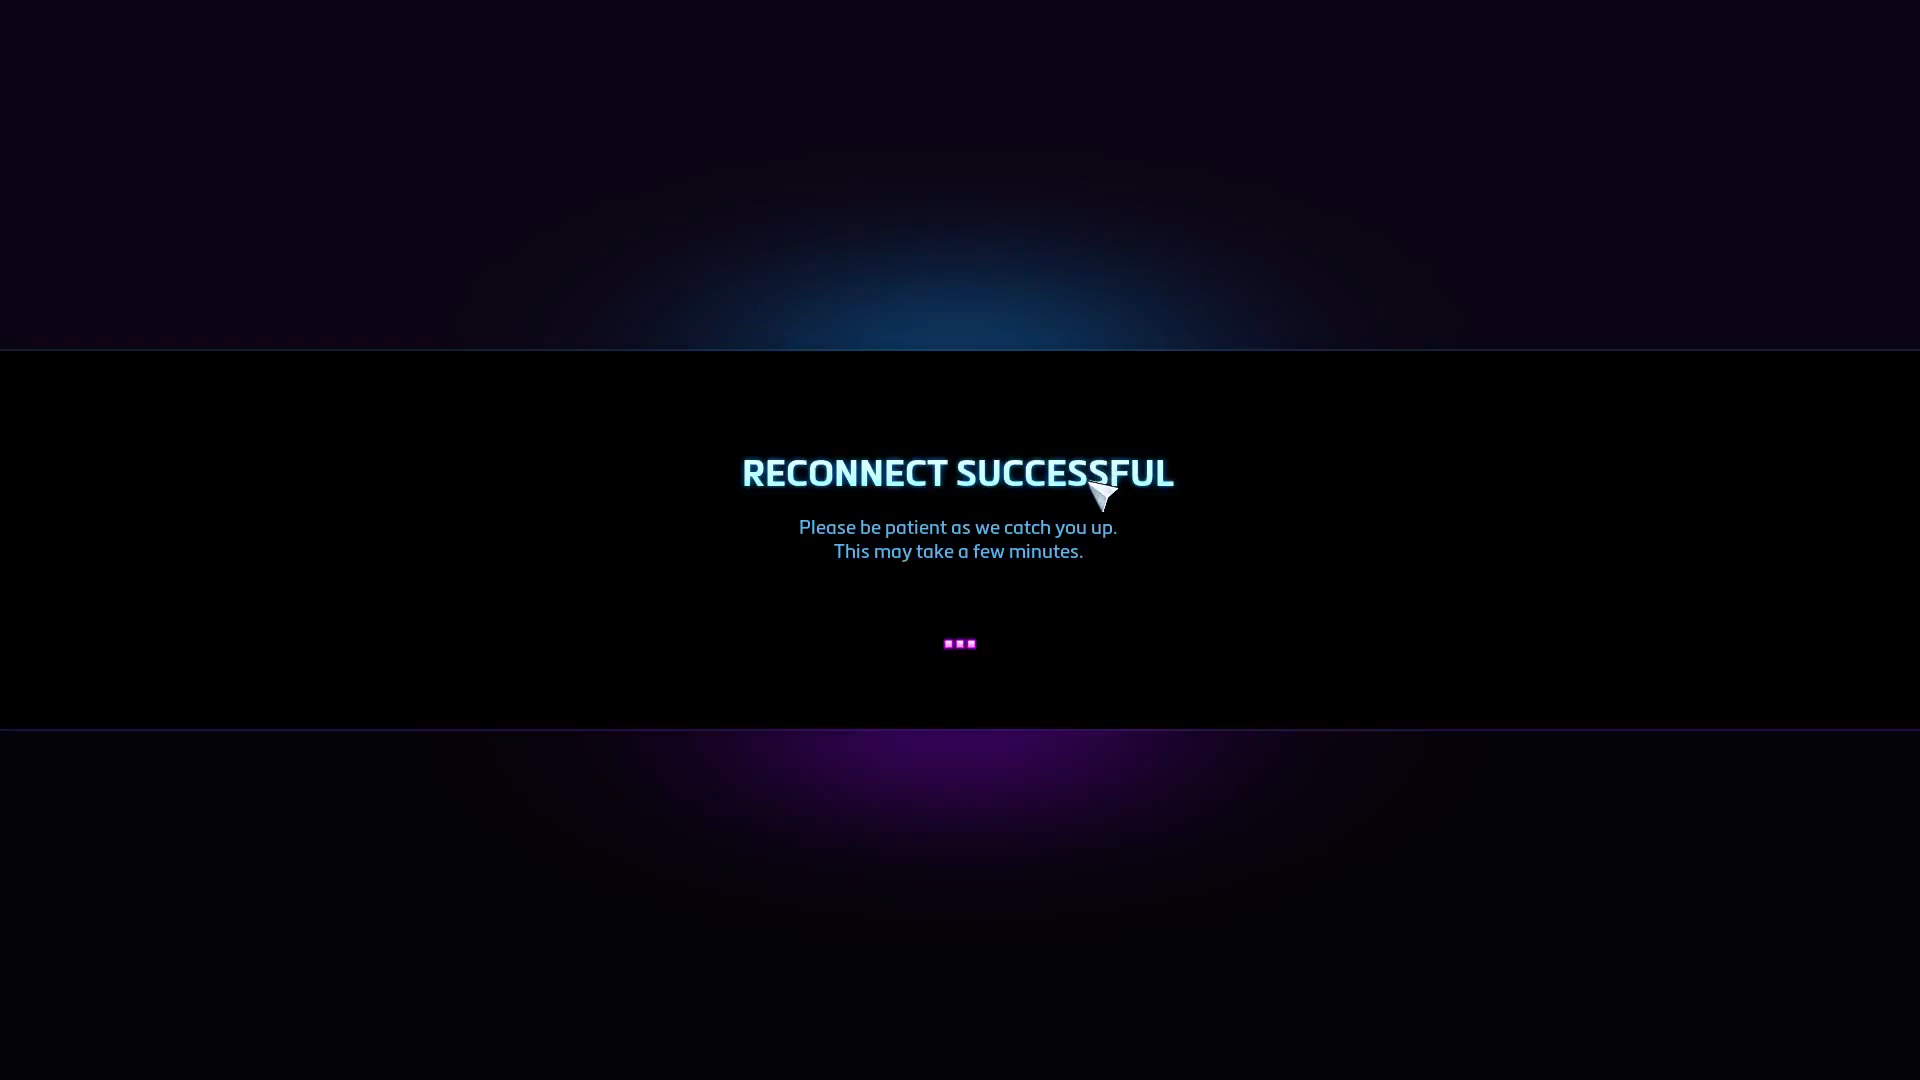 RECONNECT SUCCESSFUL
Please be patient as we catch you up.
This may take a few minutes.